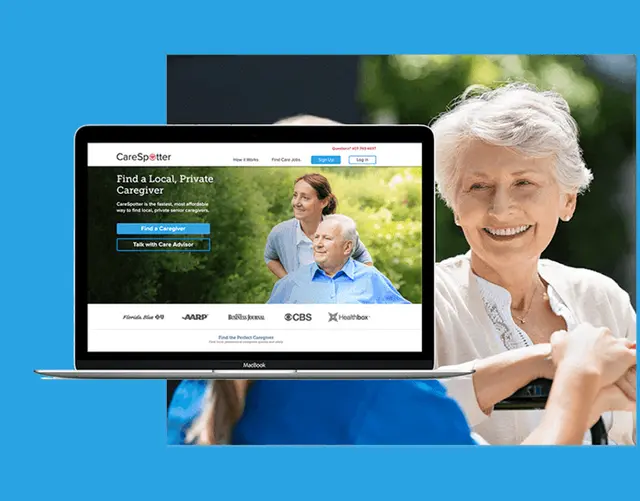 Questions? 
CareSpotter
How it Works
Find Care Jobs
Sign Up
Log in
Find a Local, Private
Caregiver
CareSpotter is the fastest, most affordable
way to find local, private senior caregivers.
Find a Caregiver
Talk with Care Advisor
Florida Blue
AARP
BUSINESS JOURNAL
CBS
Healthbox
Find the Perfect Caregiver
MacBook